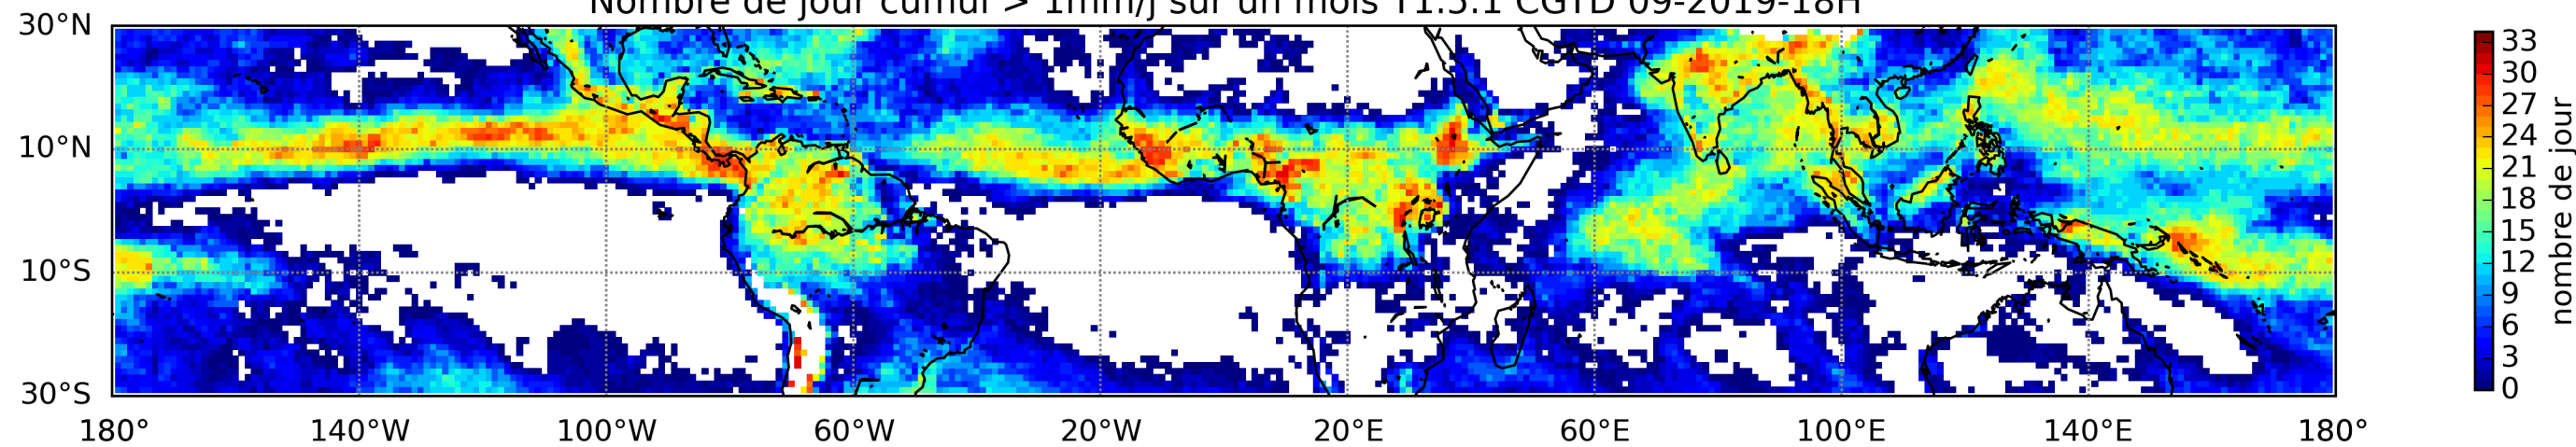 Nombre de jour cumul > 1mm/j sur un mois T1.5.1 CGTD 09-2019-18H
30°N
10°N
10°S
30°S
180° 140°W 100°W 60°W 20°W 20°E 60°E 100°E 140°E 180°
33
30
27
24
21
18
15
12
9
6
3
0
nombre de jour